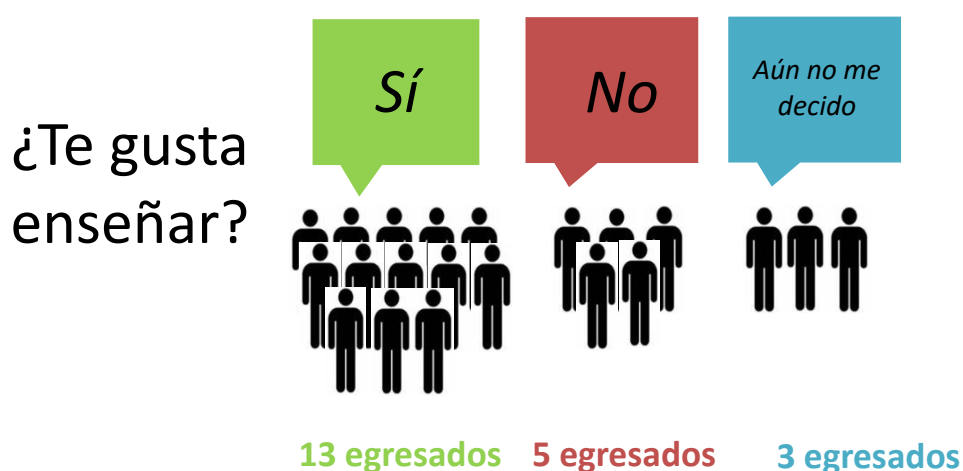 ¿Te gusta
enseñar?
Sí
No
Aún no me
decido
13 egresados
5 egresados
3 egresados